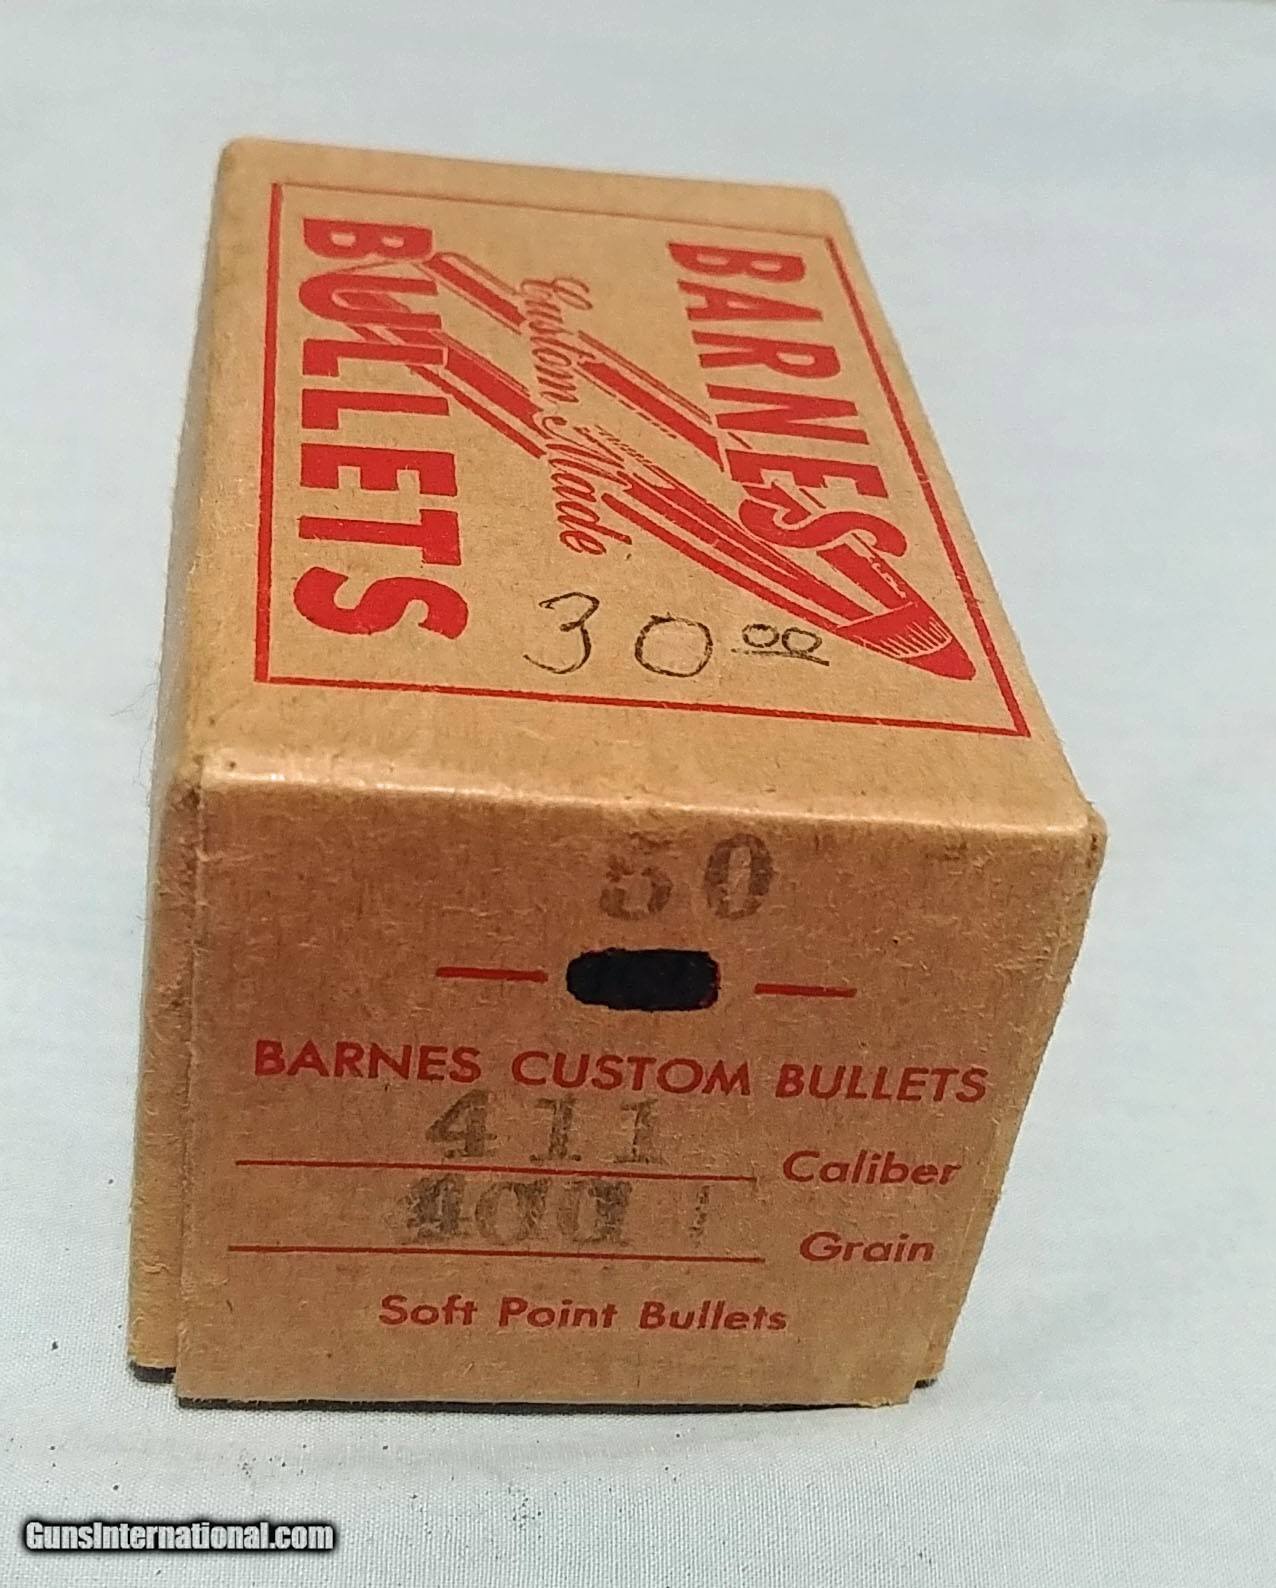 BARNES
Custom Made
BULLETS
30.00
50
BARNES CUSTOM BULLETS
411 Caliber
400 Grain
Soft Point Bullets
GunsInternational.com